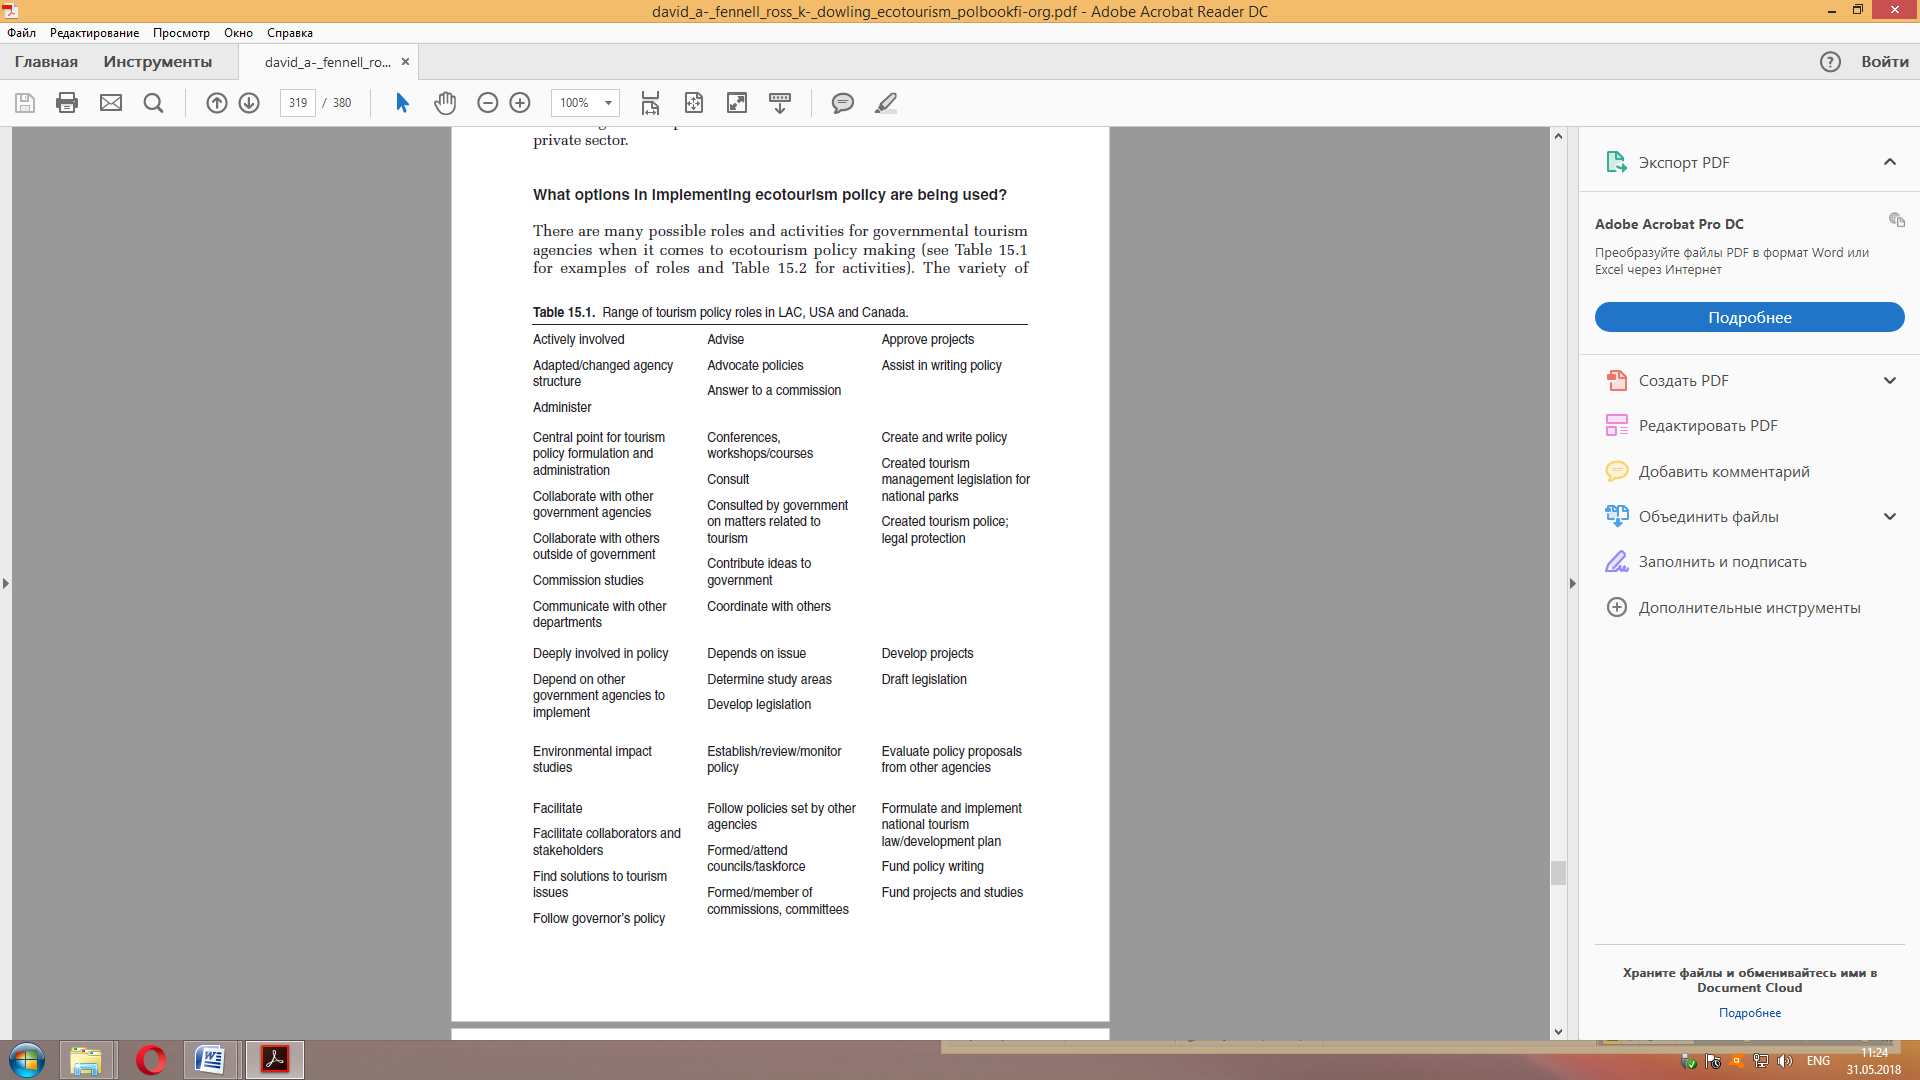 david_a-_fennell_ross_k-_dowling_ecotourism_polbookfi-org.pdf - Adobe Acrobat Reader DC
Файл Редактирование Просмотр Окно Справка
Главная Инструменты david_a-_fennell_ro... × Войти
319 / 380 100%
private sector.
What options in implementing ecotourism policy are being used?
There are many possible roles and activities for governmental tourism
agencies when it comes to ecotourism policy making (see Table 15.1
for examples of roles and Table 15.2 for activities). The variety of
Table 15.1. Range of tourism policy roles in LAC, USA and Canada.
Actively involved
Adapted/changed agency
structure
Administer
Advise
Advocate policies
Answer to a commission
Approve projects
Assist in writing policy
Central point for tourism
policy formulation and
administration
Collaborate with other
government agencies
Collaborate with others
outside of government
Commission studies
Communicate with other
departments
Conferences,
workshops/courses
Consult
Consulted by government
on matters related to
tourism
Contribute ideas to
government
Coordinate with others
Create and write policy
Created tourism
management legislation for
national parks
Created tourism police;
legal protection
Deeply involved in policy
Depend on other
government agencies to
implement
Depends on issue
Determine study areas
Develop legislation
Develop projects
Draft legislation
Environmental impact
studies
Establish/review/monitor
policy
Evaluate policy proposals
from other agencies
Facilitate
Facilitate collaborators and
stakeholders
Find solutions to tourism
issues
Follow governor's policy
Follow policies set by other
agencies
Formed/attend
councils/taskforce
Formed/member of
commissions, committees
Formulate and implement
national tourism
law/development plan
Fund policy writing
Fund projects and studies
Экспорт PDF
Adobe Acrobat Pro DC
Преобразуйте файлы PDF в формат Word или
Excel через Интернет
Подробнее
Создать PDF
Редактировать PDF
Добавить комментарий
Объединить файлы
Заполнить и подписать
Дополнительные инструменты
Храните файлы и обменивайтесь ими в
Document Cloud
Подробнее
ENG
11:24
31.05.2018